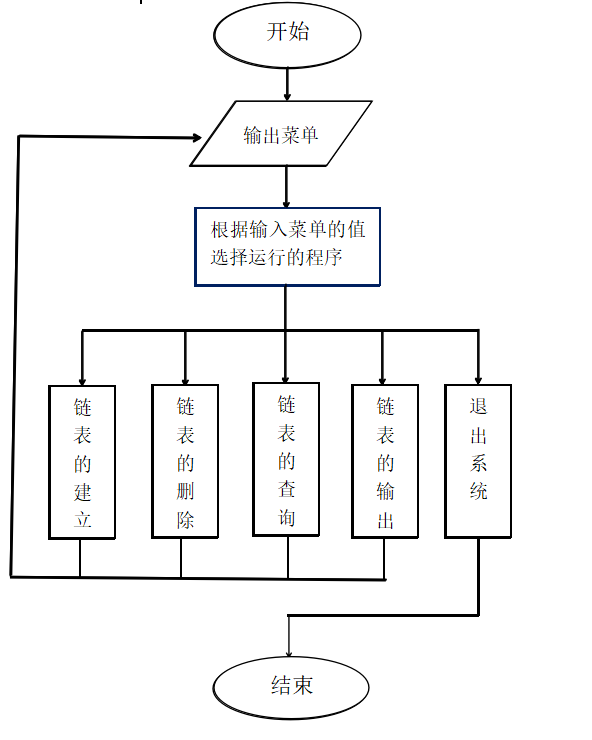 开始
输出菜单
根据输入菜单的值
选择运行的程序
链表的建立
链表的删除
链表的查询
链表的输出
退出系统
结束